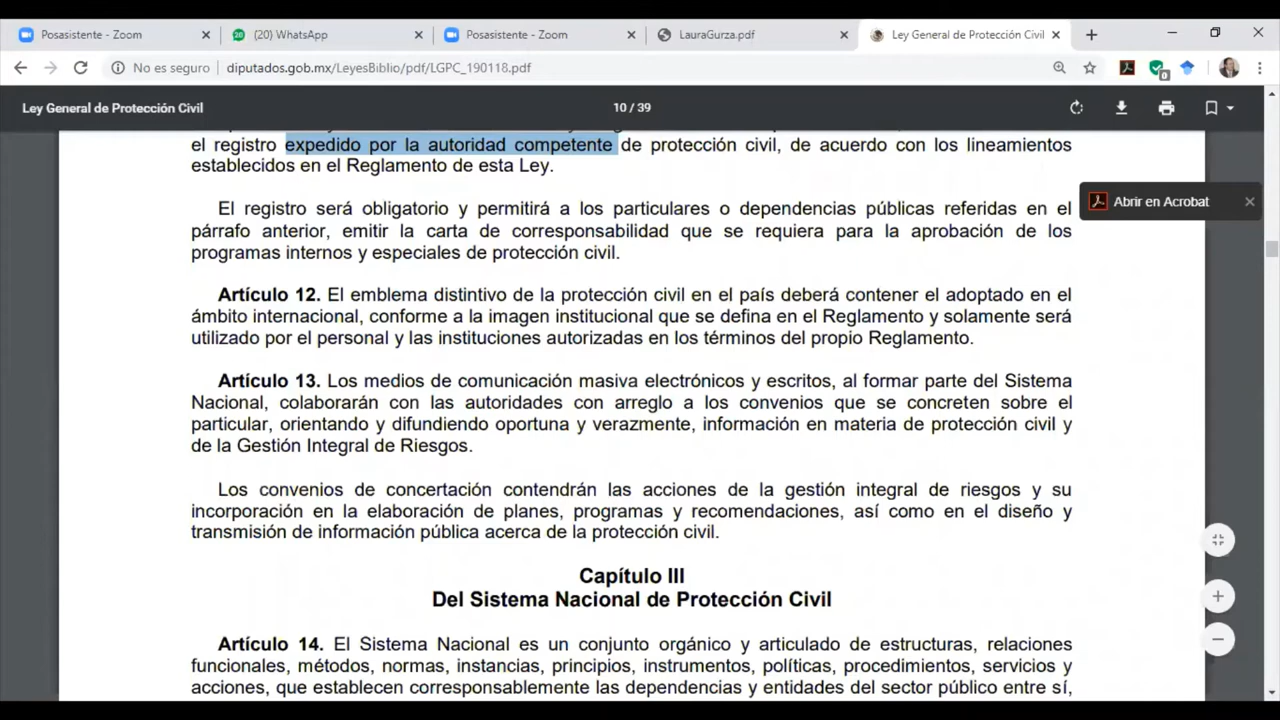 Posasistente - Zoom
(20) WhatsApp
Posasistente - Zoom
LauraGurza.pdf
Ley General de Protección Civil
No es seguro
diputados.gob.mx/LeyesBiblio/pdf/LGPC_190118.pdf
0
Ley General de Protección Civil
10 / 39
Abrir en Acrobat
el registro expedido por la autoridad competente de protección civil, de acuerdo con los lineamientos
establecidos en el Reglamento de esta Ley.
El registro será obligatorio y permitirá a los particulares o dependencias públicas referidas en el
párrafo anterior, emitir la carta de corresponsabilidad que se requiera para la aprobación de los
programas internos y especiales de protección civil.
Artículo 12. El emblema distintivo de la protección civil en el país deberá contener el adoptado en el
ámbito internacional, conforme a la imagen institucional que se defina en el Reglamento y solamente será
utilizado por el personal y las instituciones autorizadas en los términos del propio Reglamento.
Artículo 13. Los medios de comunicación masiva electrónicos y escritos, al formar parte del Sistema
Nacional, colaborarán con las autoridades con arreglo a los convenios que se concreten sobre el
particular, orientando y difundiendo oportuna y verazmente, información en materia de protección civil y
de la Gestión Integral de Riesgos.
Los convenios de concertación contendrán las acciones de la gestión integral de riesgos y su
incorporación en la elaboración de planes, programas y recomendaciones, así como en el diseño y
transmisión de información pública acerca de la protección civil.
Capítulo III
Del Sistema Nacional de Protección Civil
Artículo 14. El Sistema Nacional es un conjunto orgánico y articulado de estructuras, relaciones
funcionales, métodos, normas, instancias, principios, instrumentos, políticas, procedimientos, servicios y
acciones, que establecen corresponsablemente las dependencias y entidades del sector público entre sí,